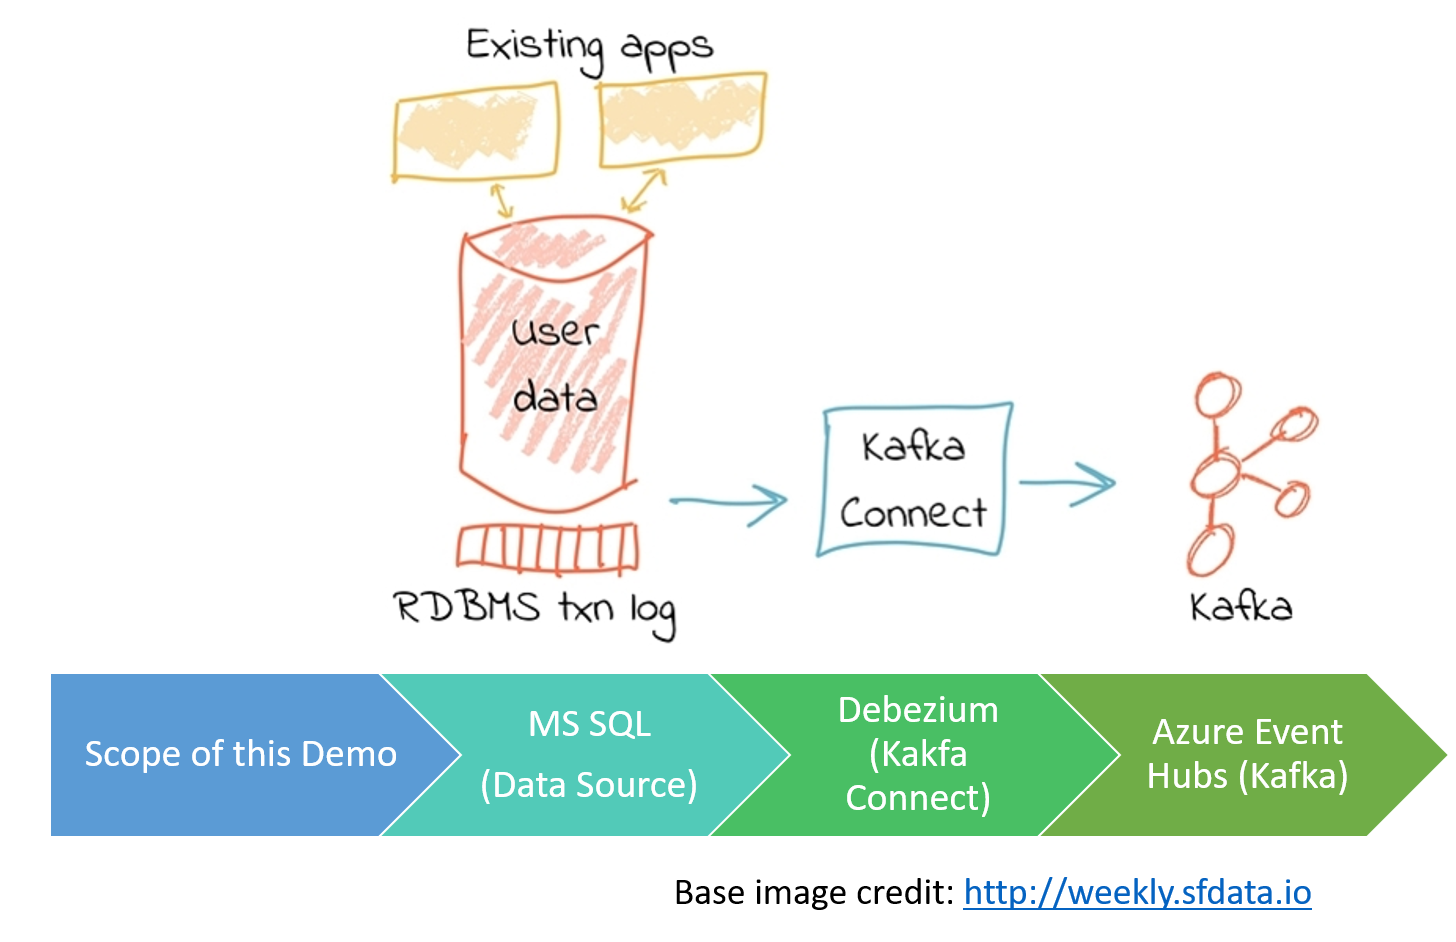 Existing apps
user
data
RDBMS txn log
Kafka
Connect
Kafka
Scope of this Demo
MS SQL
(Data Source)
Debezium
(Kakfa
Connect)
Azure Event
Hubs (Kafka)
Base image credit: http://weekly.sfdata.io